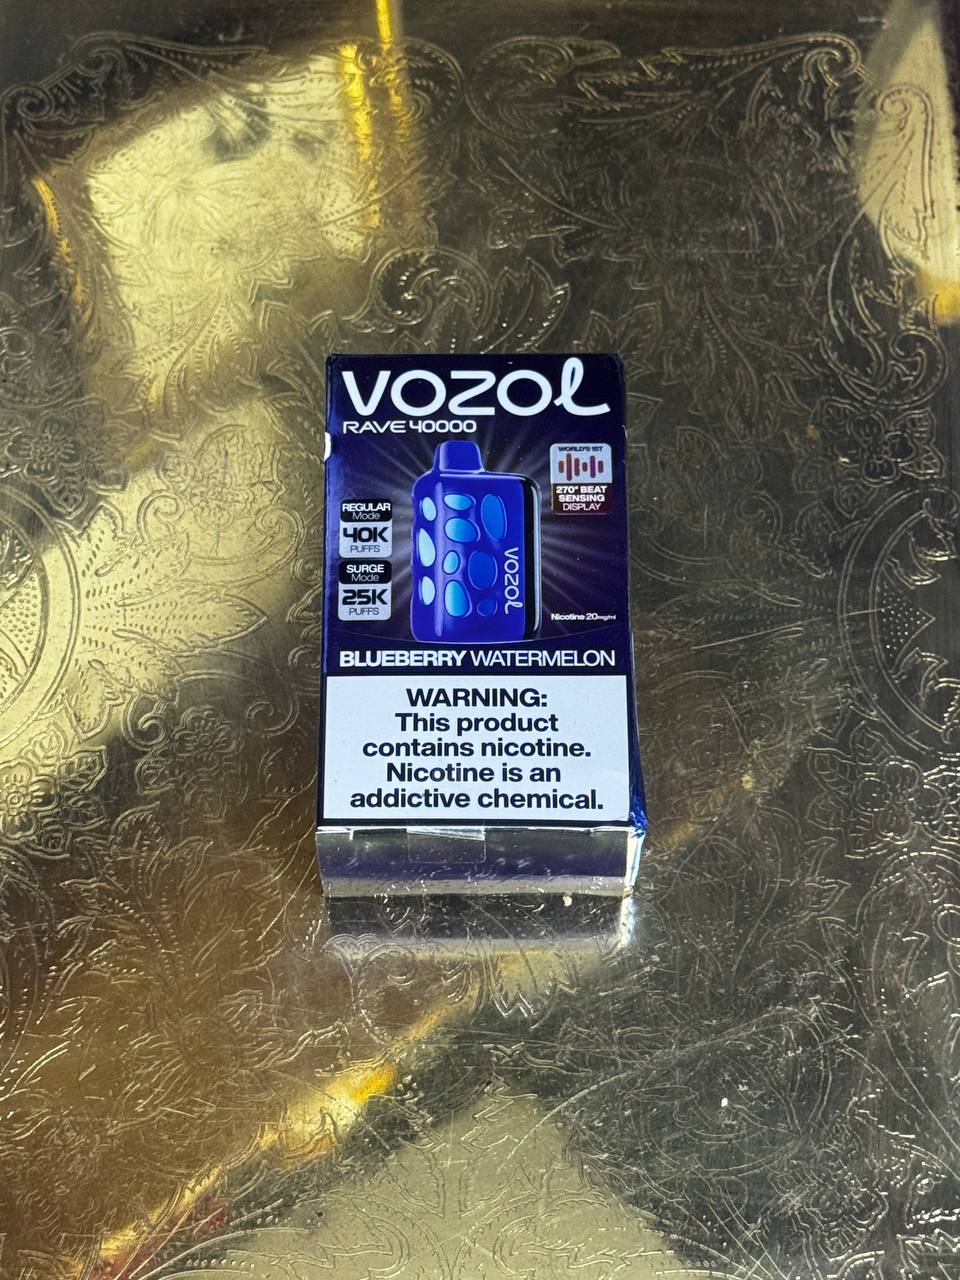 VOZOL
RAVE 40000
WORLD'S 1ST
270° BEAT
SENSING
DISPLAY
REGULAR
Mode
40K
PUFFS
SURGE
Mode
25K
PUFFS
VOZOL
Nicotine 20mg/ml
BLUEBERRY WATERMELON
WARNING:
This product
contains nicotine.
Nicotine is an
addictive chemical.